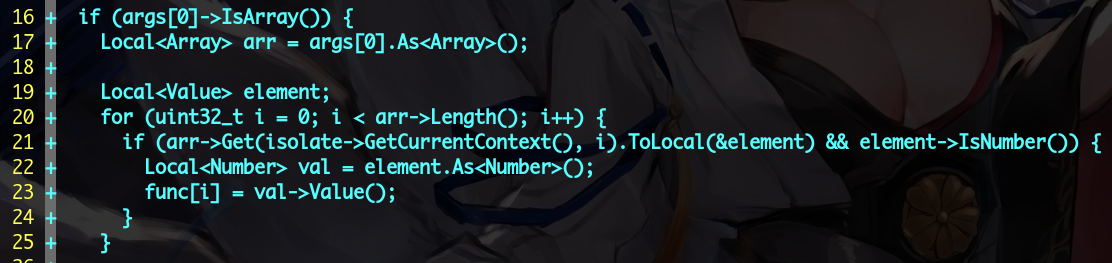 16 +  if (args[0]->IsArray()) {
17 +    Local<Array> arr = args[0].As<Array>();
18 +
19 +    Local<Value> element;
20 +    for (uint32_t i = 0; i < arr->Length(); i++) {
21 +      if (arr->Get(isolate->GetCurrentContext(), i).ToLocal(&element) && element->IsNumber()) {
22 +        Local<Number> val = element.As<Number>();
23 +        func[i] = val->Value();
24 +      }
25 +    }